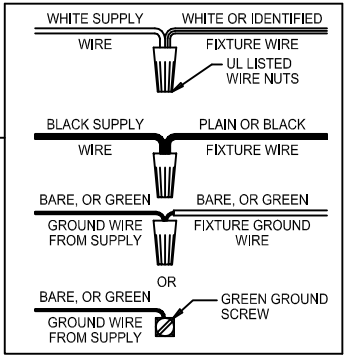 WHITE SUPPLY
WIRE
WHITE OR IDENTIFIED
FIXTURE WIRE
UL LISTED
WIRE NUTS
BLACK SUPPLY
WIRE
PLAIN OR BLACK
FIXTURE WIRE
BARE, OR GREEN
GROUND WIRE
FROM SUPPLY
BARE, OR GREEN
FIXTURE GROUND
WIRE
OR
BARE, OR GREEN
GROUND WIRE
FROM SUPPLY
GREEN GROUND
SCREW